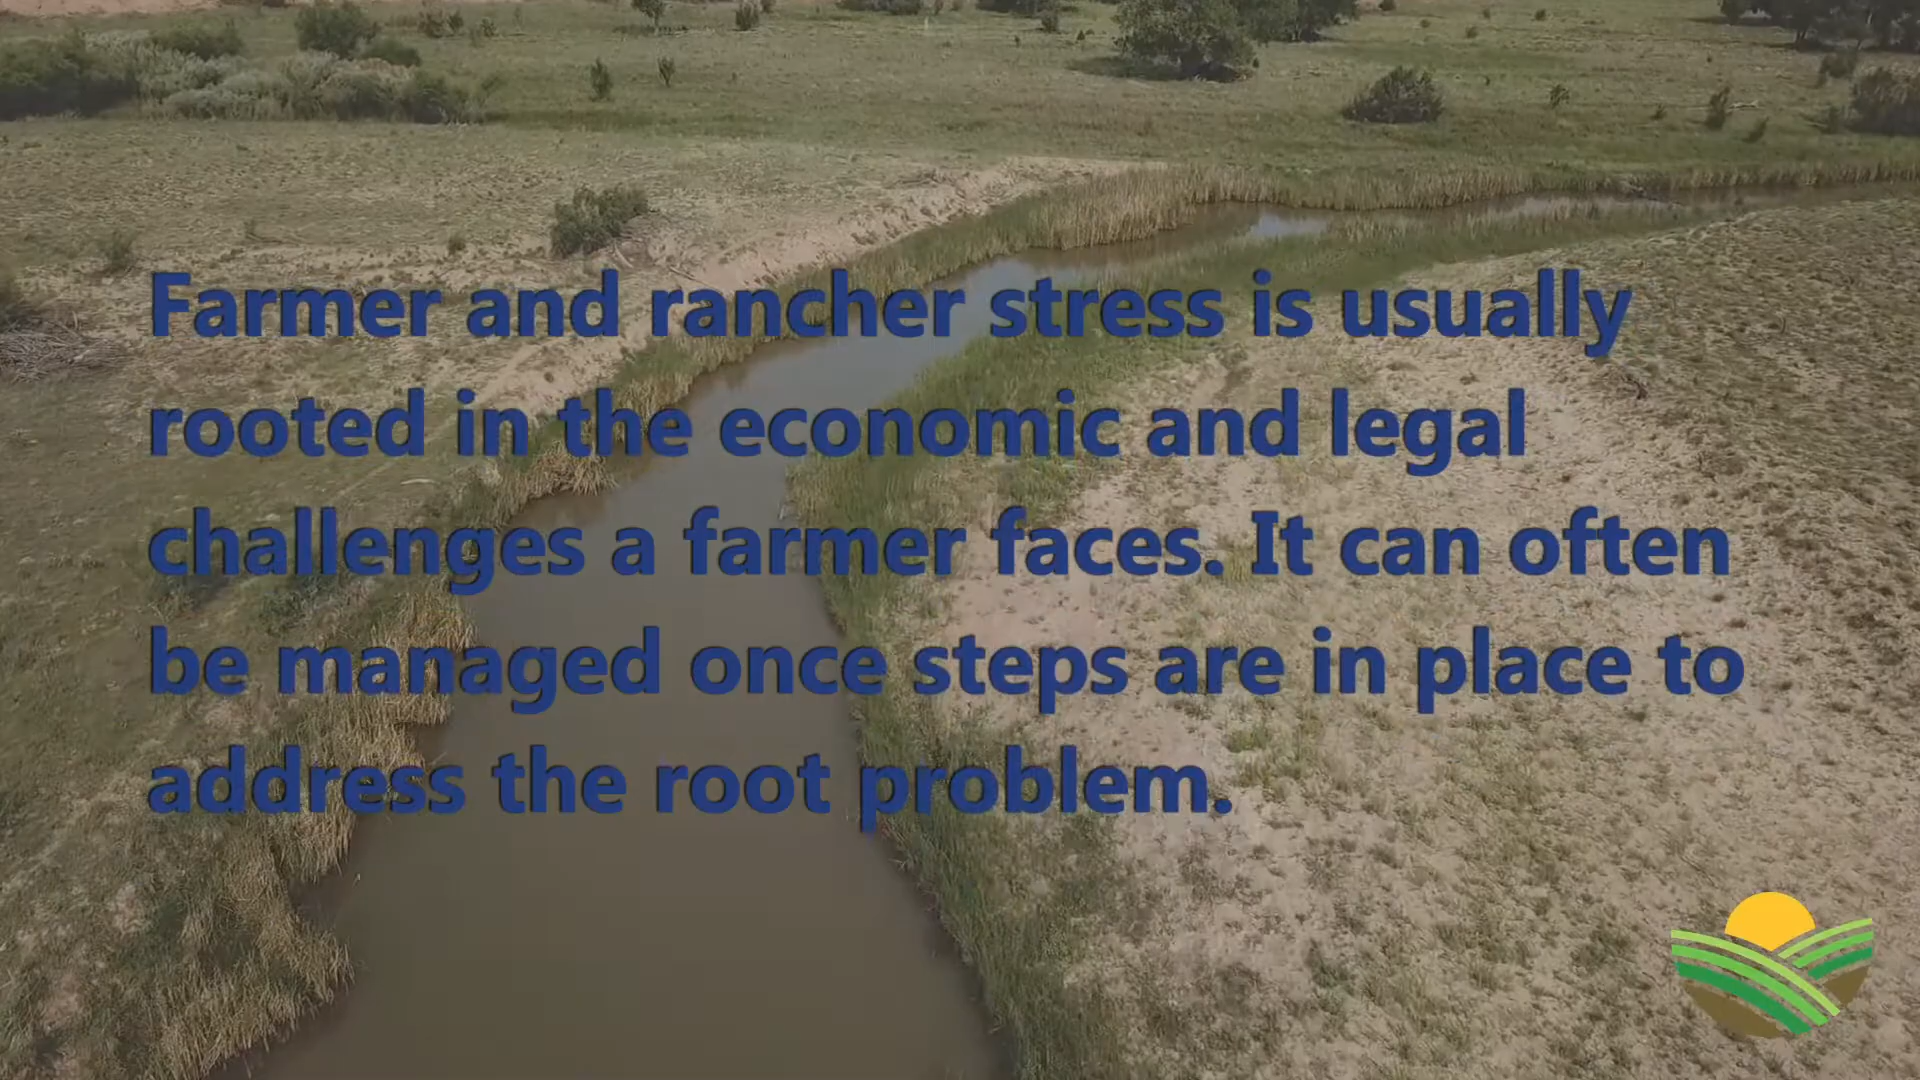 Farmer and rancher stress is usually
rooted in the economic and legal
challenges a farmer faces. It can often
be managed once steps are in place to
address the root problem.